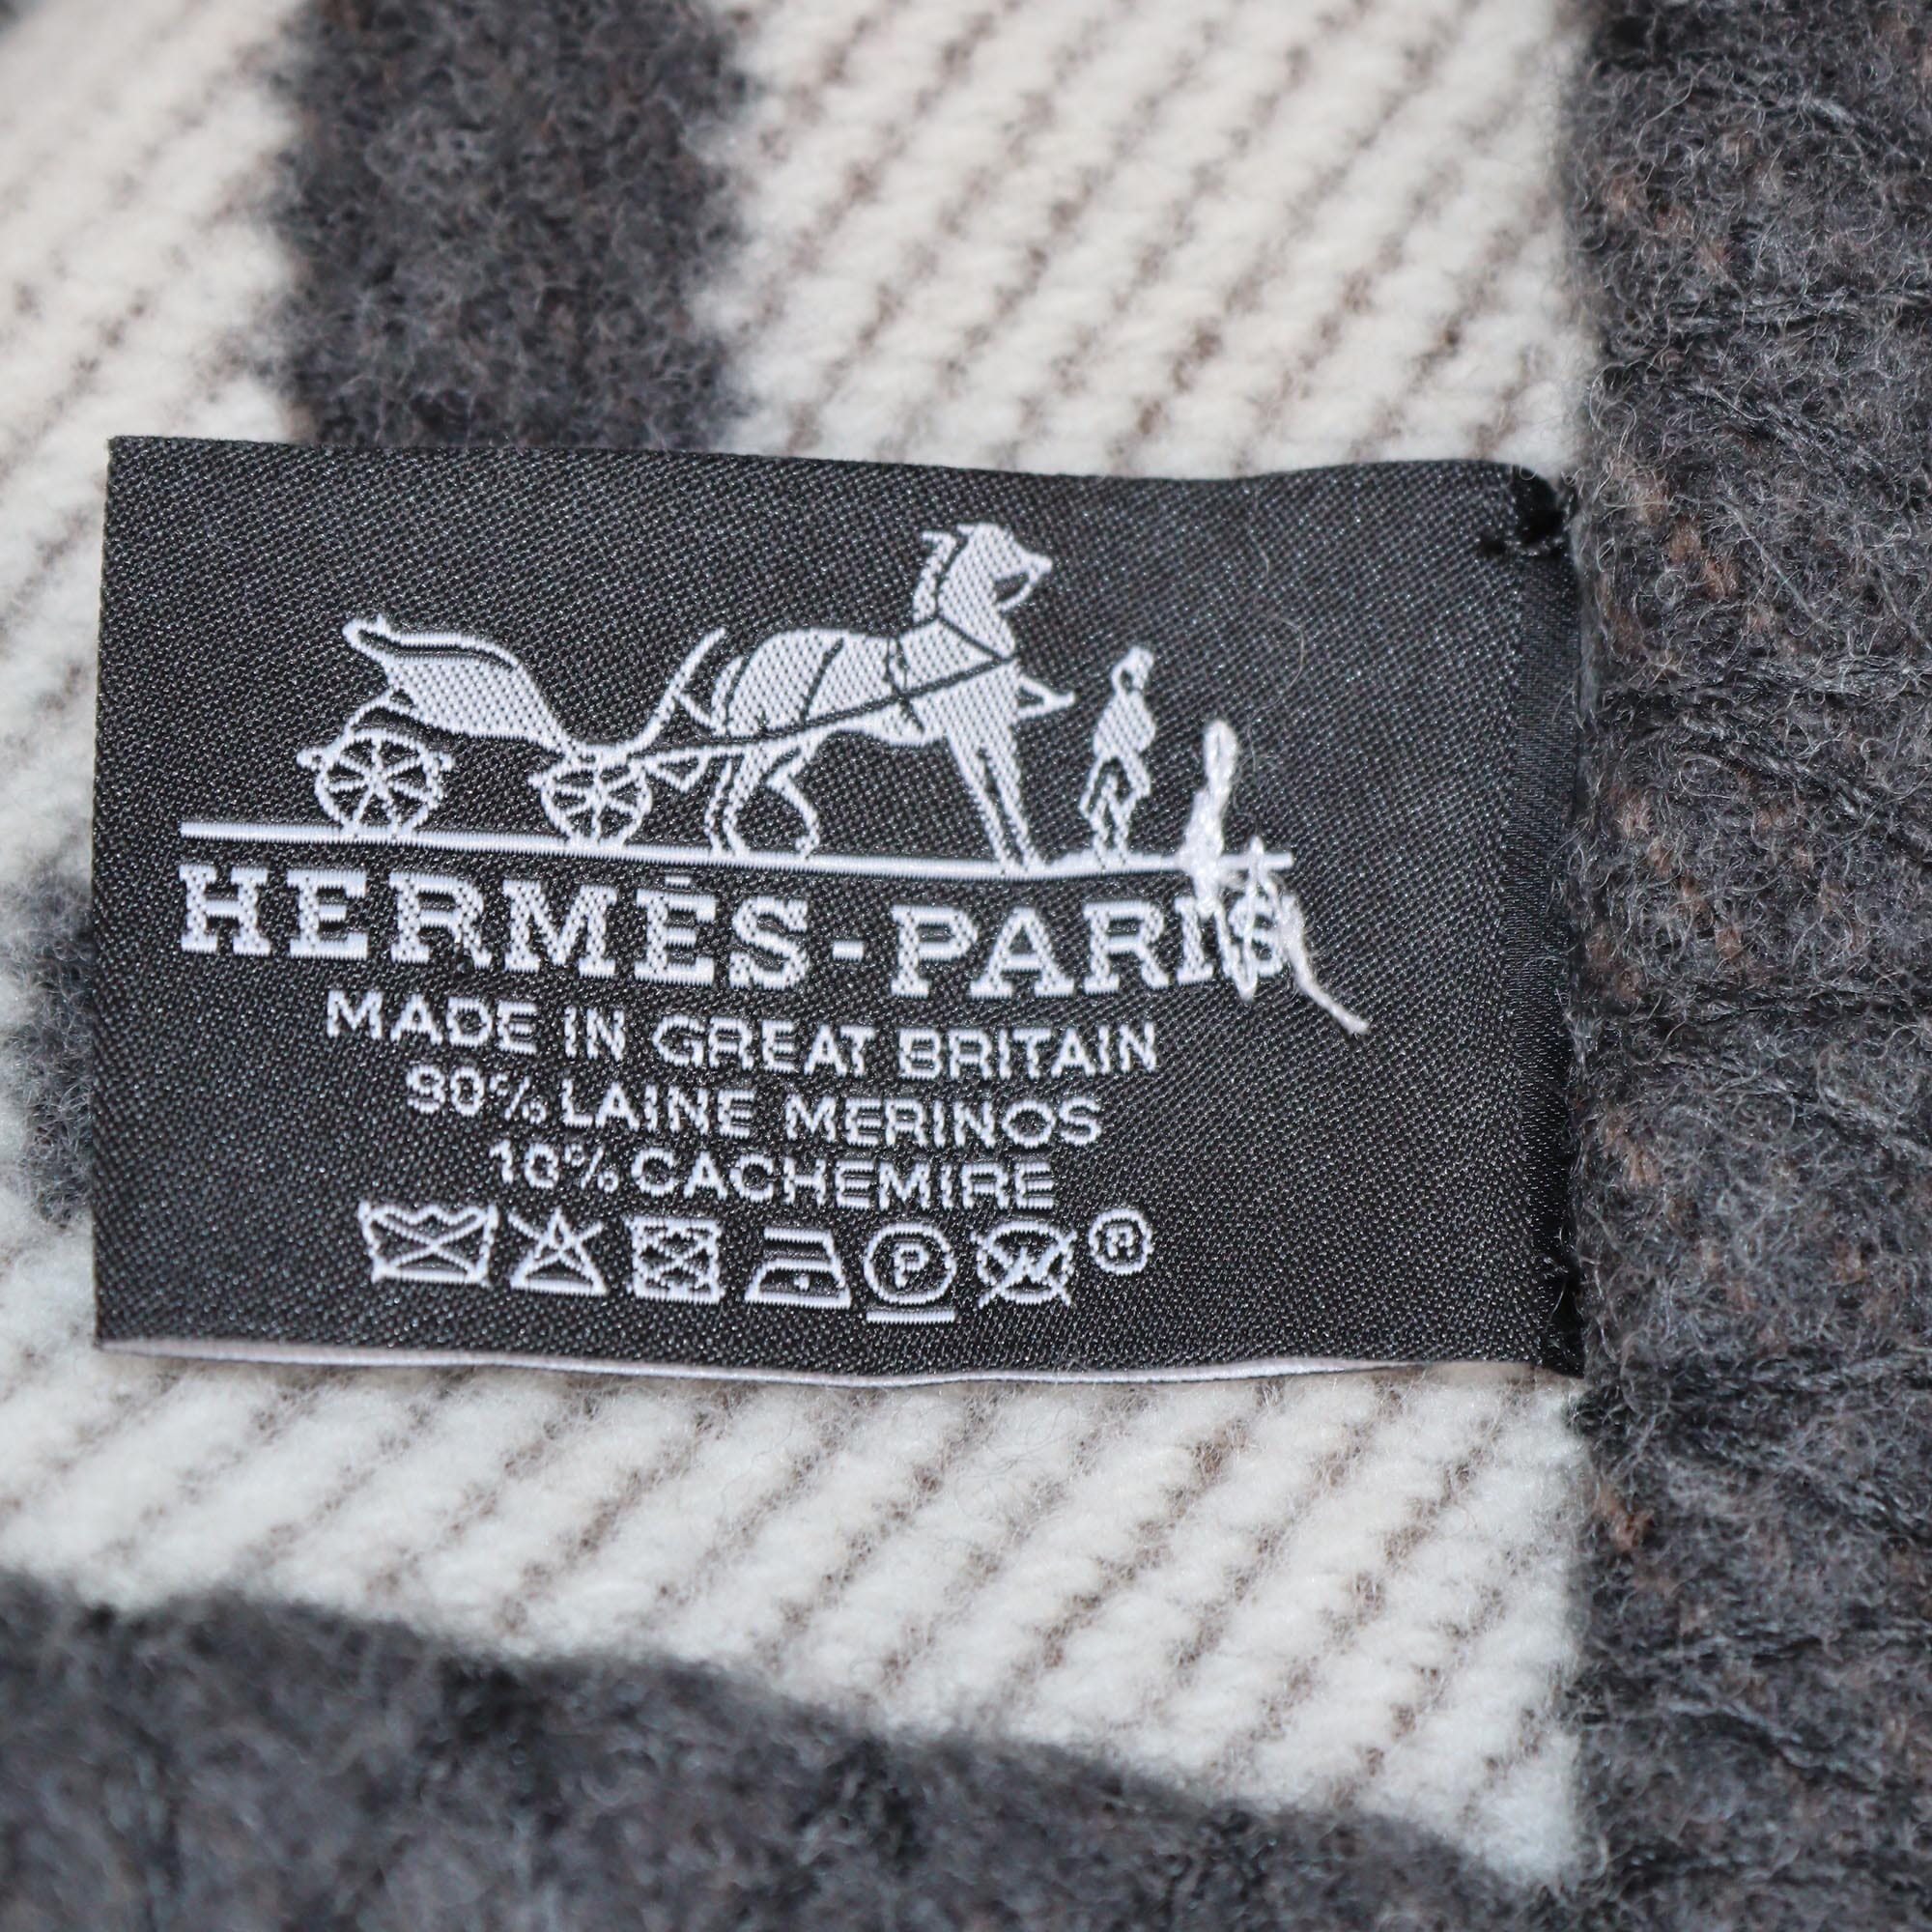 HERMÈS-PARIS
MADE IN GREAT BRITAIN
90% LAINE MERINOS
10% CACHEMIRE
P W ®